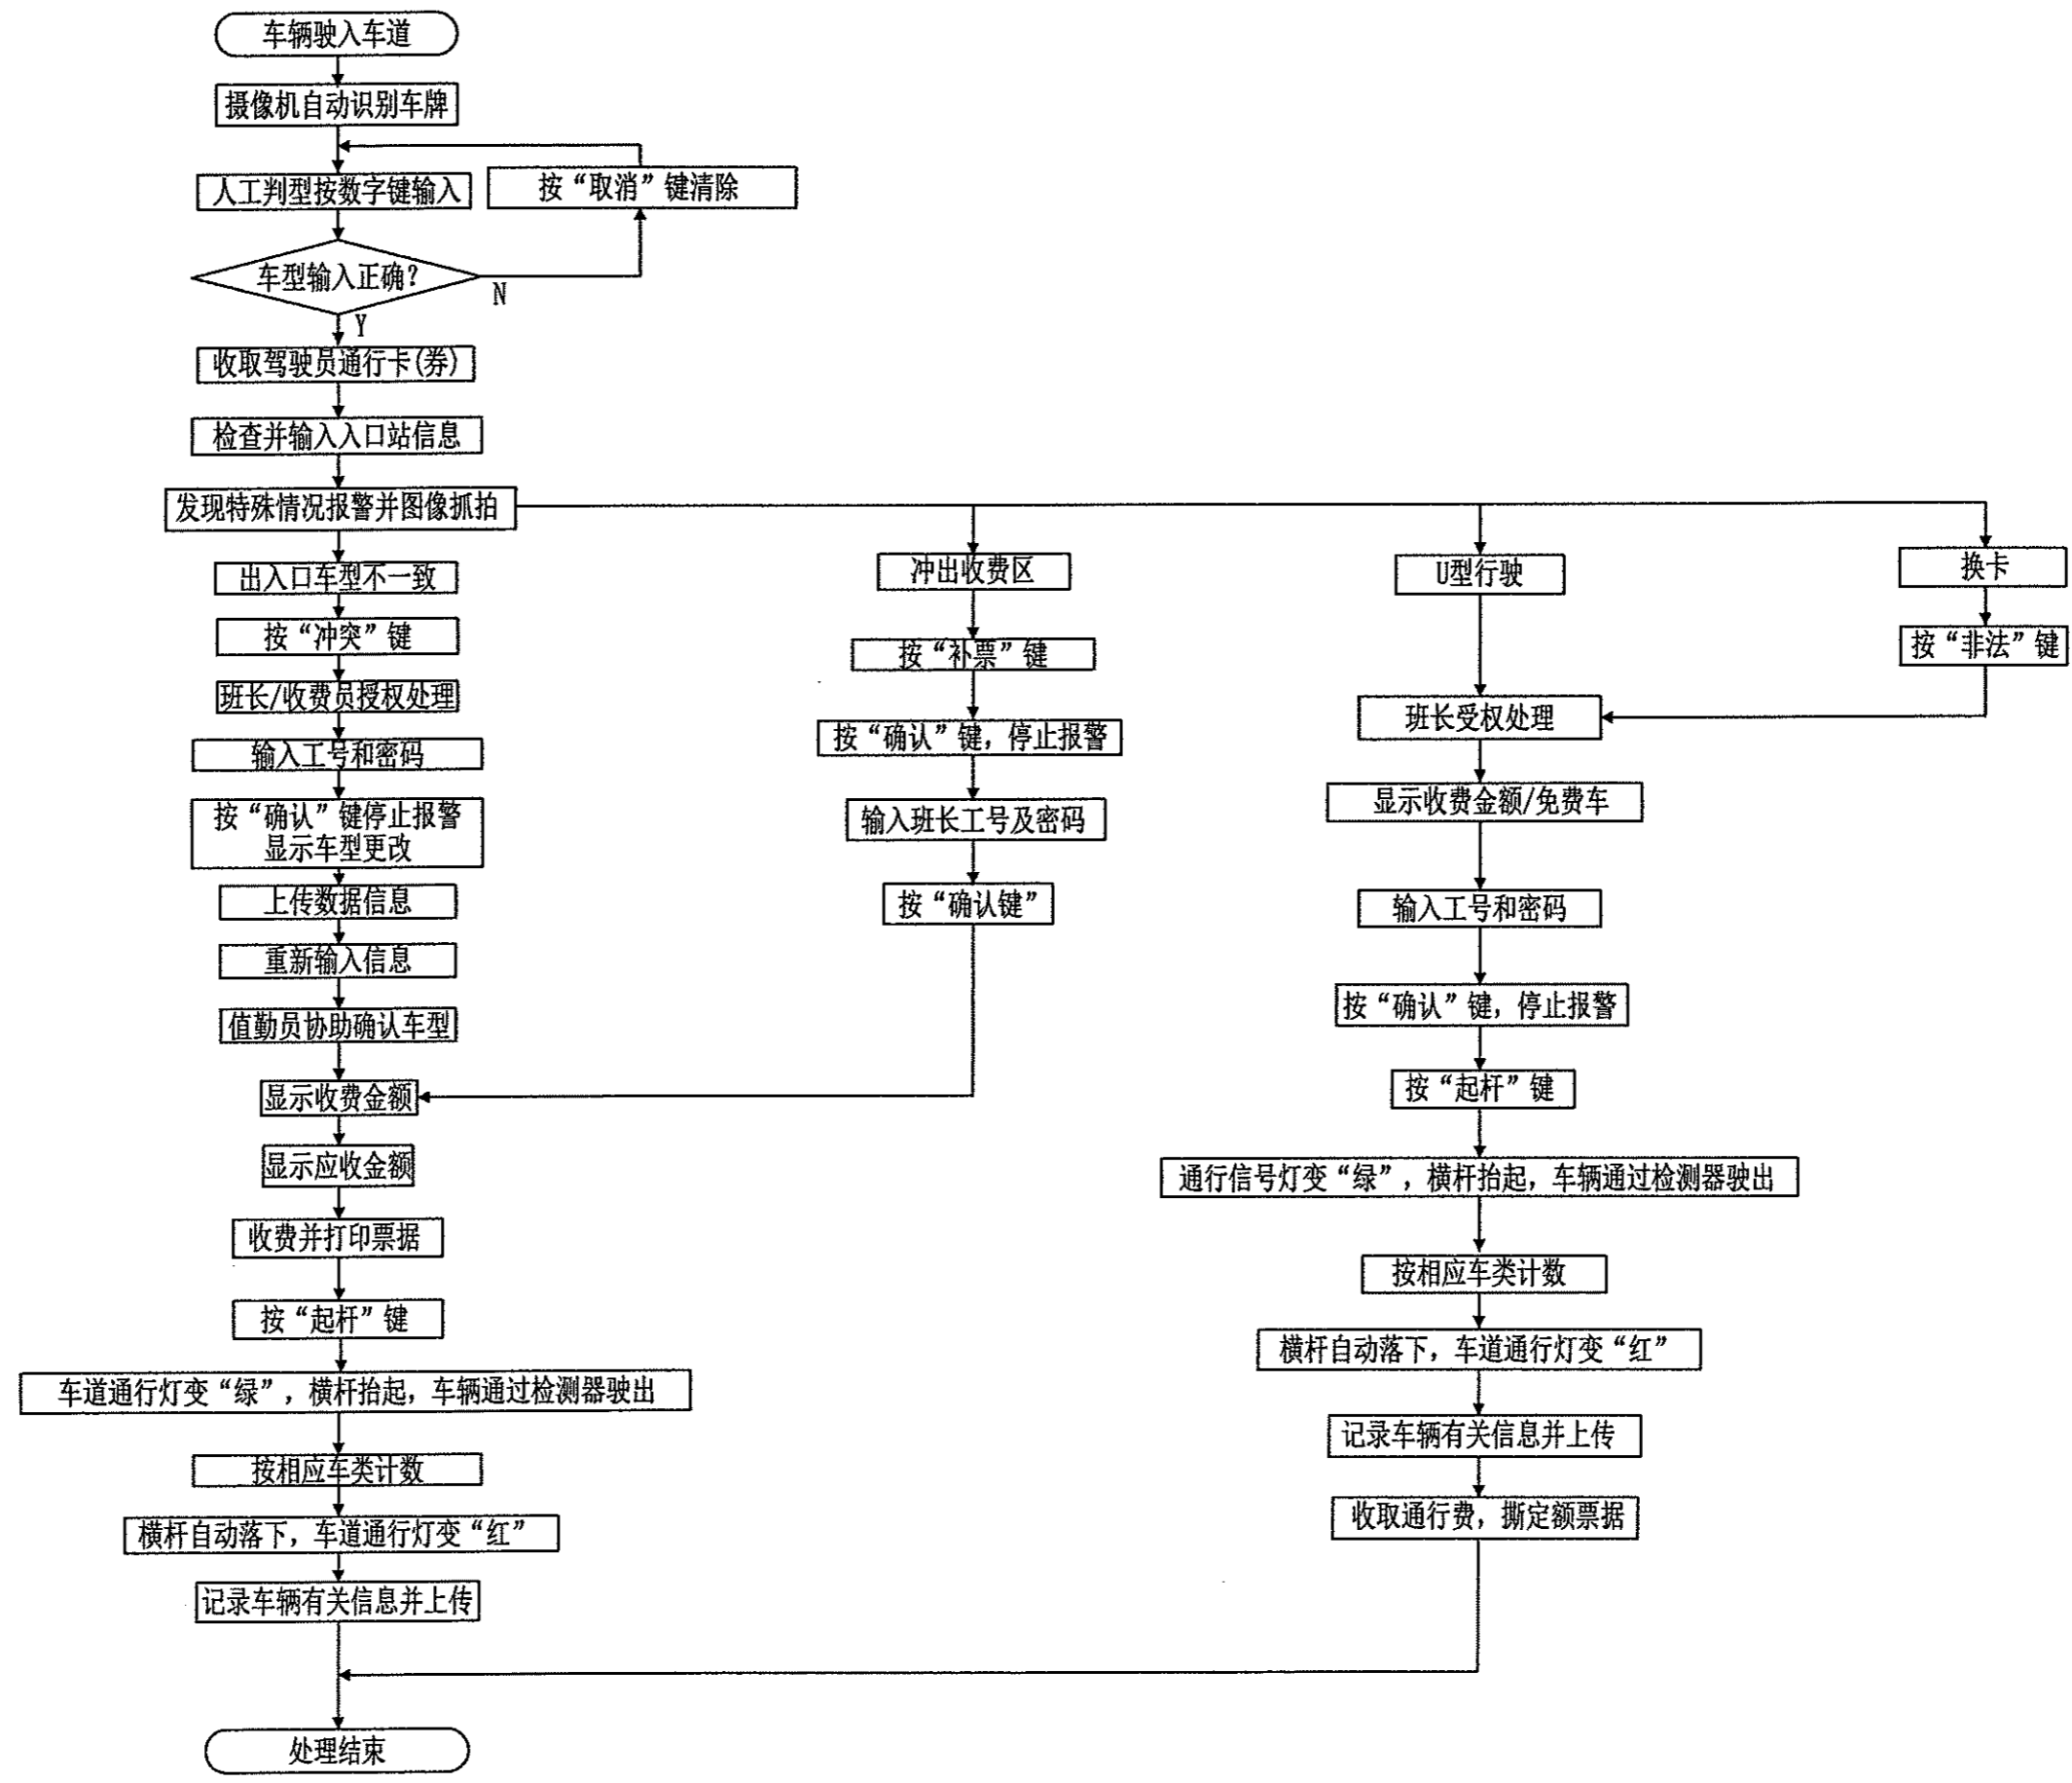 车辆驶入车道
摄像机自动识别车牌
人工判型按数字键输入
按“取消”键清除
车型输入正确?
N
Y
收取驾驶员通行卡(券)
检查并输入入口站信息
发现特殊情况报警并图像抓拍
出入口车型不一致
按“冲突”键
班长/收费员授权处理
输入工号和密码
按“确认”键停止报警
显示车型更改
上传数据信息
重新输入信息
值勤员协助确认车型
显示收费金额
显示应收金额
收费并打印票据
按“起杆”键
车道通行灯变“绿”,横杆抬起,车辆通过检测器驶出
按相应车类计数
横杆自动落下,车道通行灯变“红”
记录车辆有关信息并上传
处理结束
冲出收费区
按“补票”键
按“确认”键,停止报警
输入班长工号及密码
按“确认键”
U型行驶
班长受权处理
显示收费金额/免费车
输入工号和密码
按“确认”键,停止报警
按“起杆”键
通行信号灯变“绿”,横杆抬起,车辆通过检测器驶出
按相应车类计数
横杆自动落下,车道通行灯变“红”
记录车辆有关信息并上传
收取通行费,撕定额票据
换卡
按“非法”键